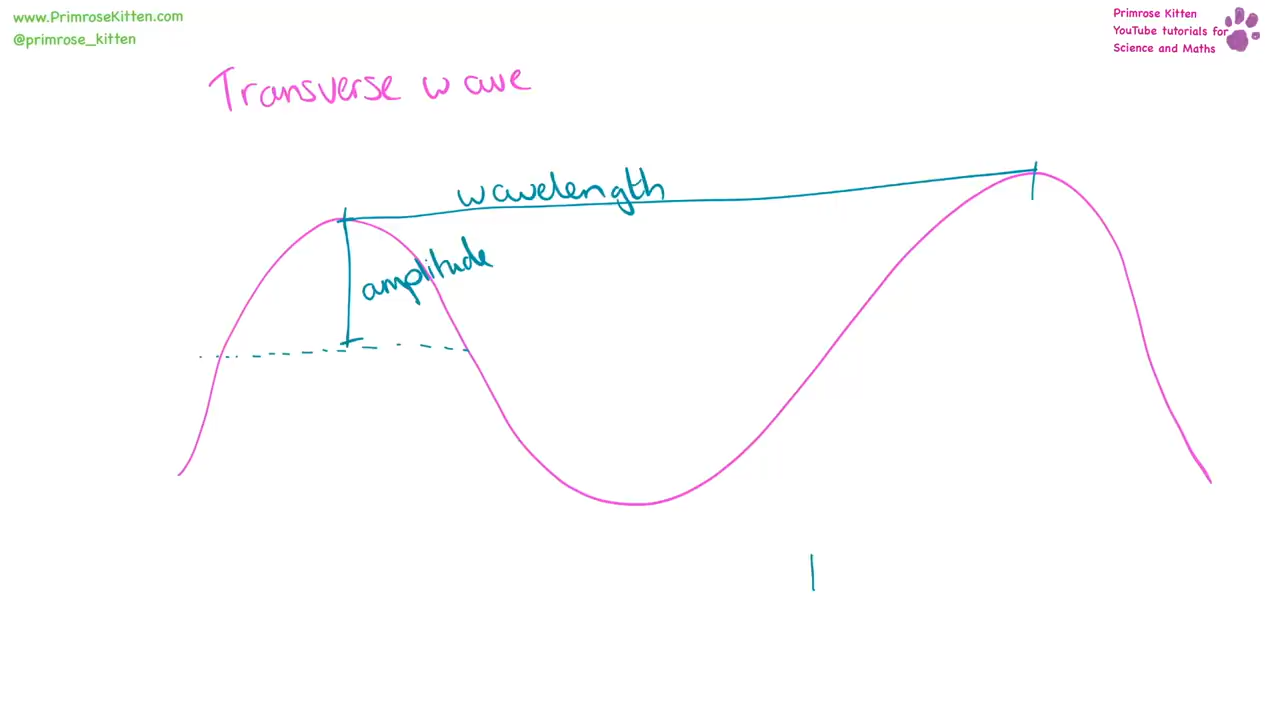 www.PrimroseKitten.com
@primrose_kitten
Primrose Kitten
YouTube tutorials for
Science and Maths
Transverse wave
wavelength
amplitude